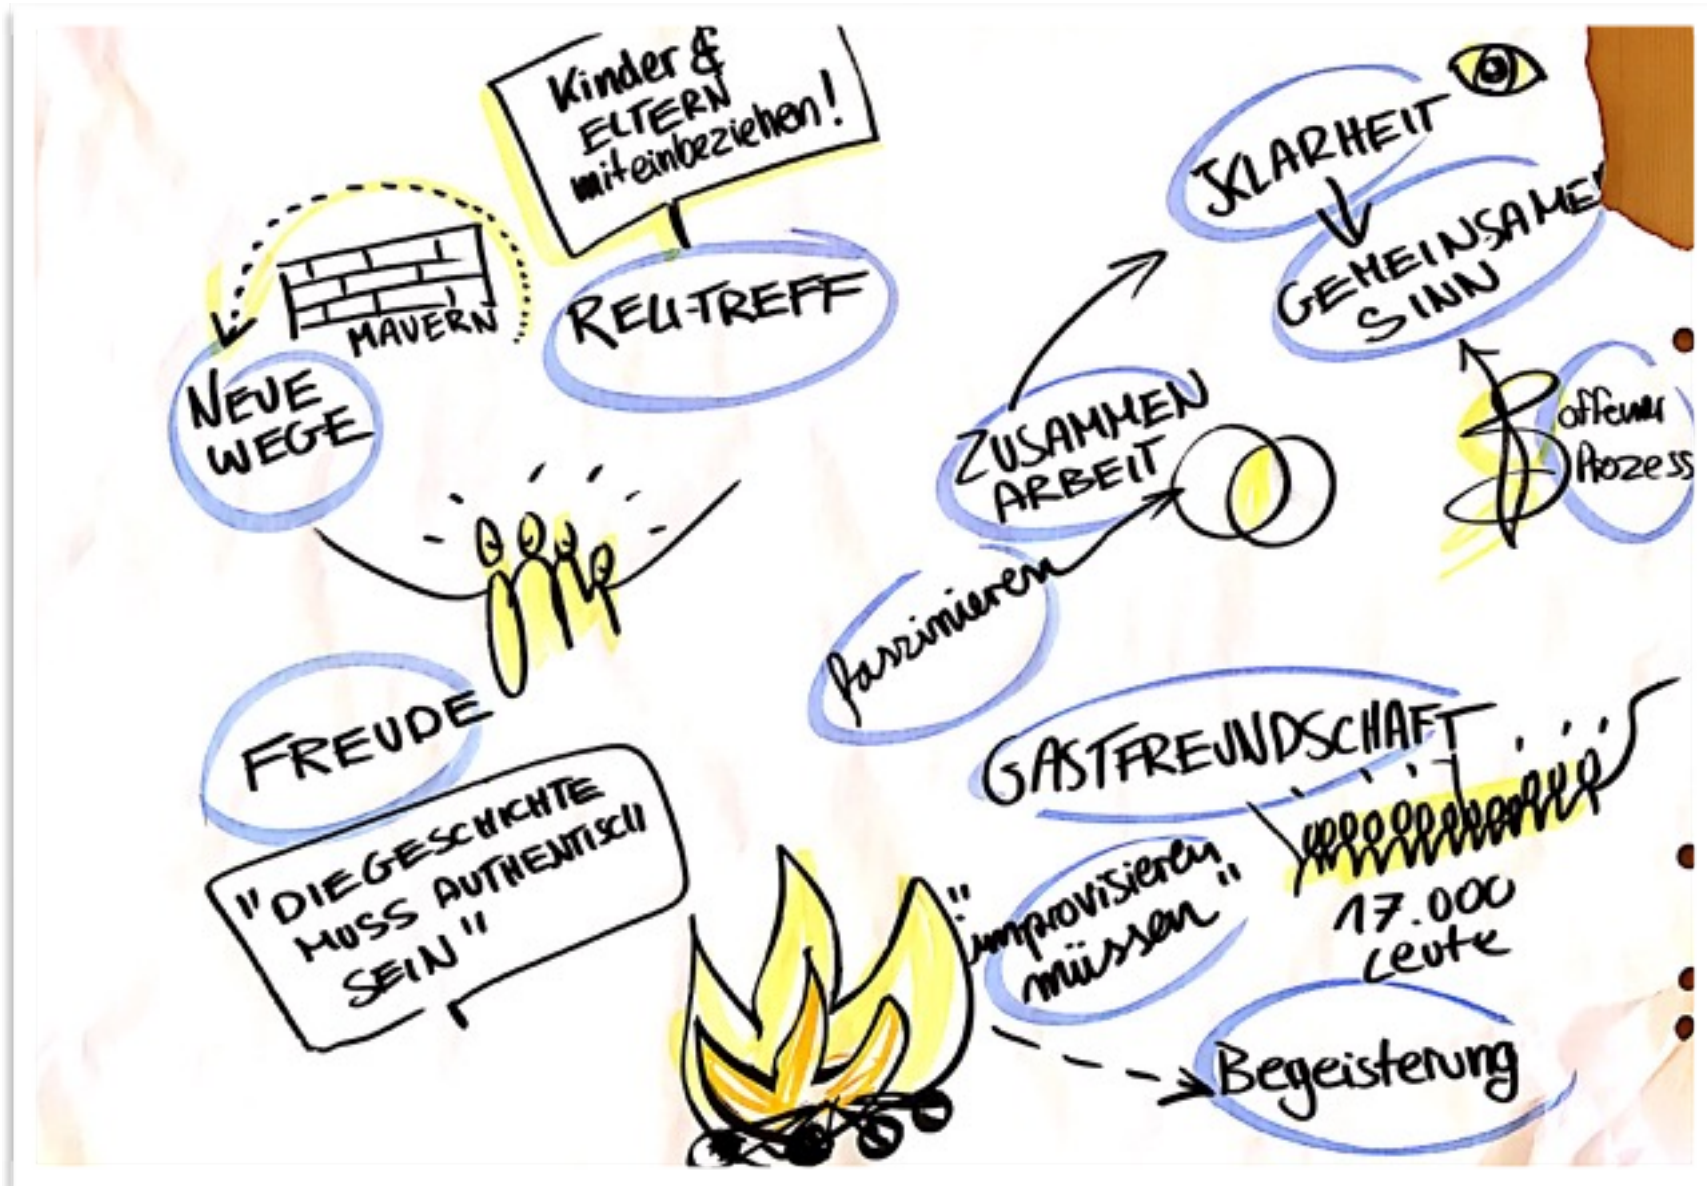 Kinder &
ELTERN
miteinbeziehen!
MAUERN
RELI-TREFF
NEUE
WEGE
FREUDE
"DIE GESCHICHTE
MUSS AUTHENTISCH
SEIN"
KLARHEIT
GEMEINSAMER
SINN
ZUSAMMEN
ARBEIT
offener
Prozess
faszinieren
GASTFREUNDSCHAFT
"improvisieren
müssen"
17.000
Leute
Begeisterung